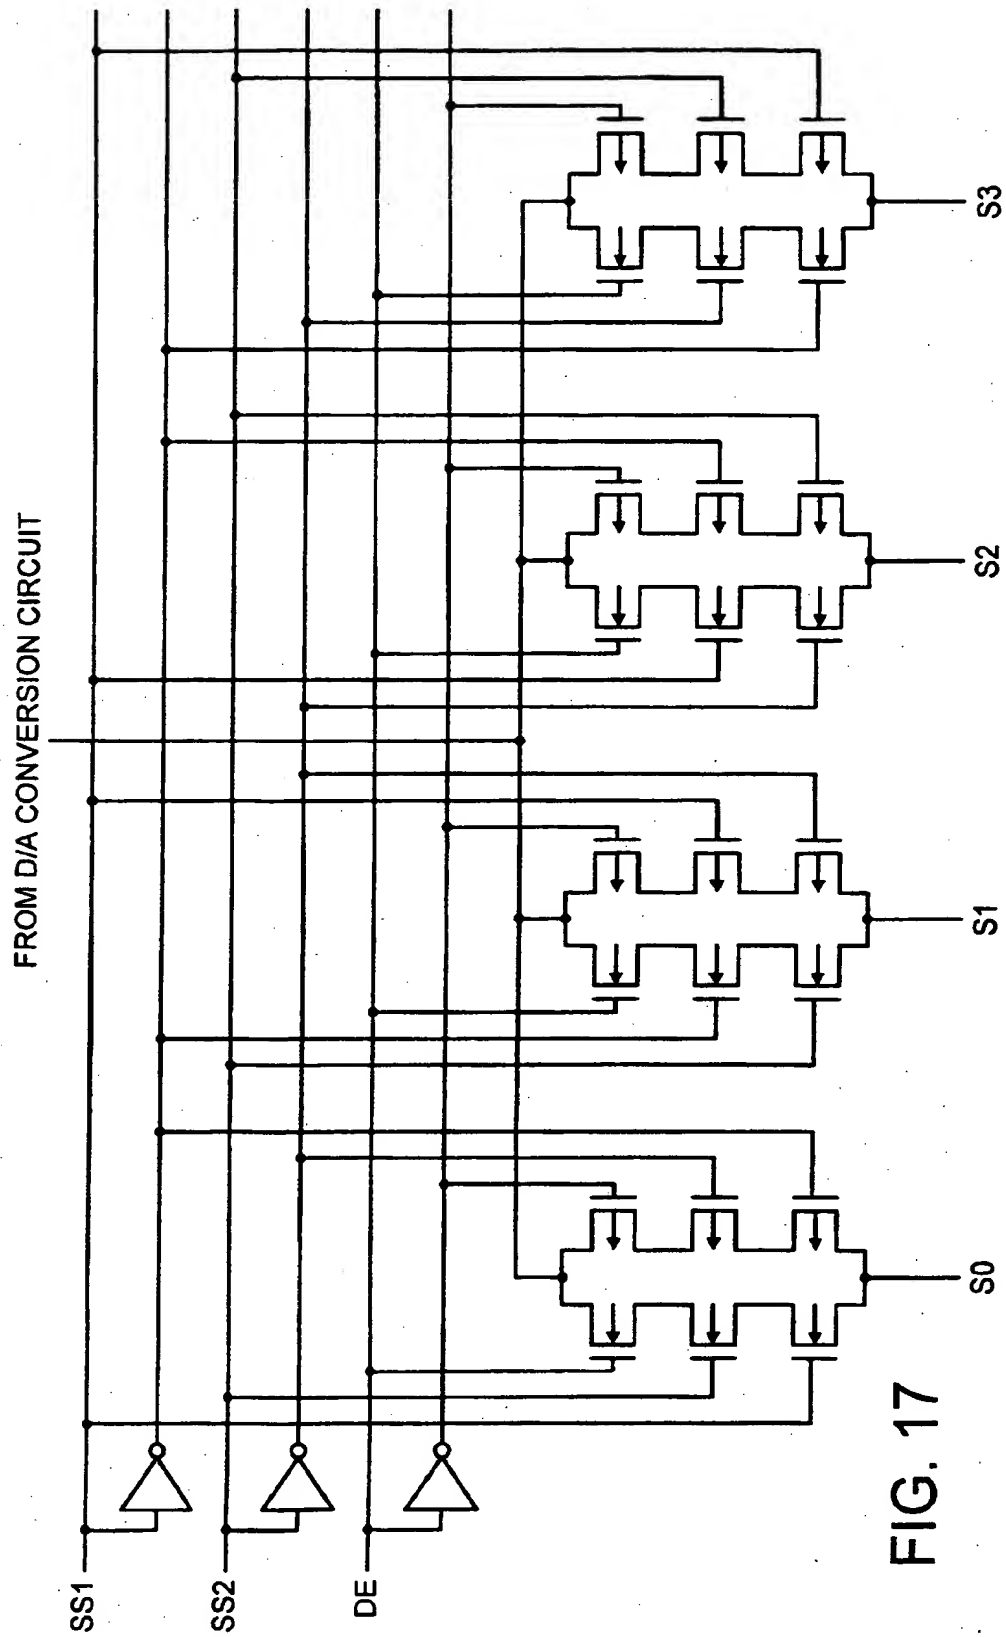 FROM D/A CONVERSION CIRCUIT
SS1
SS2
DE
S0
S1
S2
S3
FIG. 17